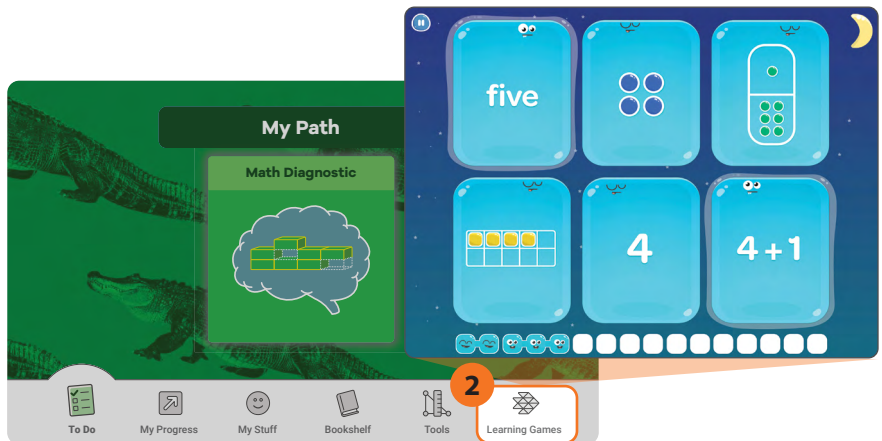 five
4
4+1
My Path
Math Diagnostic
2
To Do
My Progress
My Stuff
Bookshelf
Tools
Learning Games